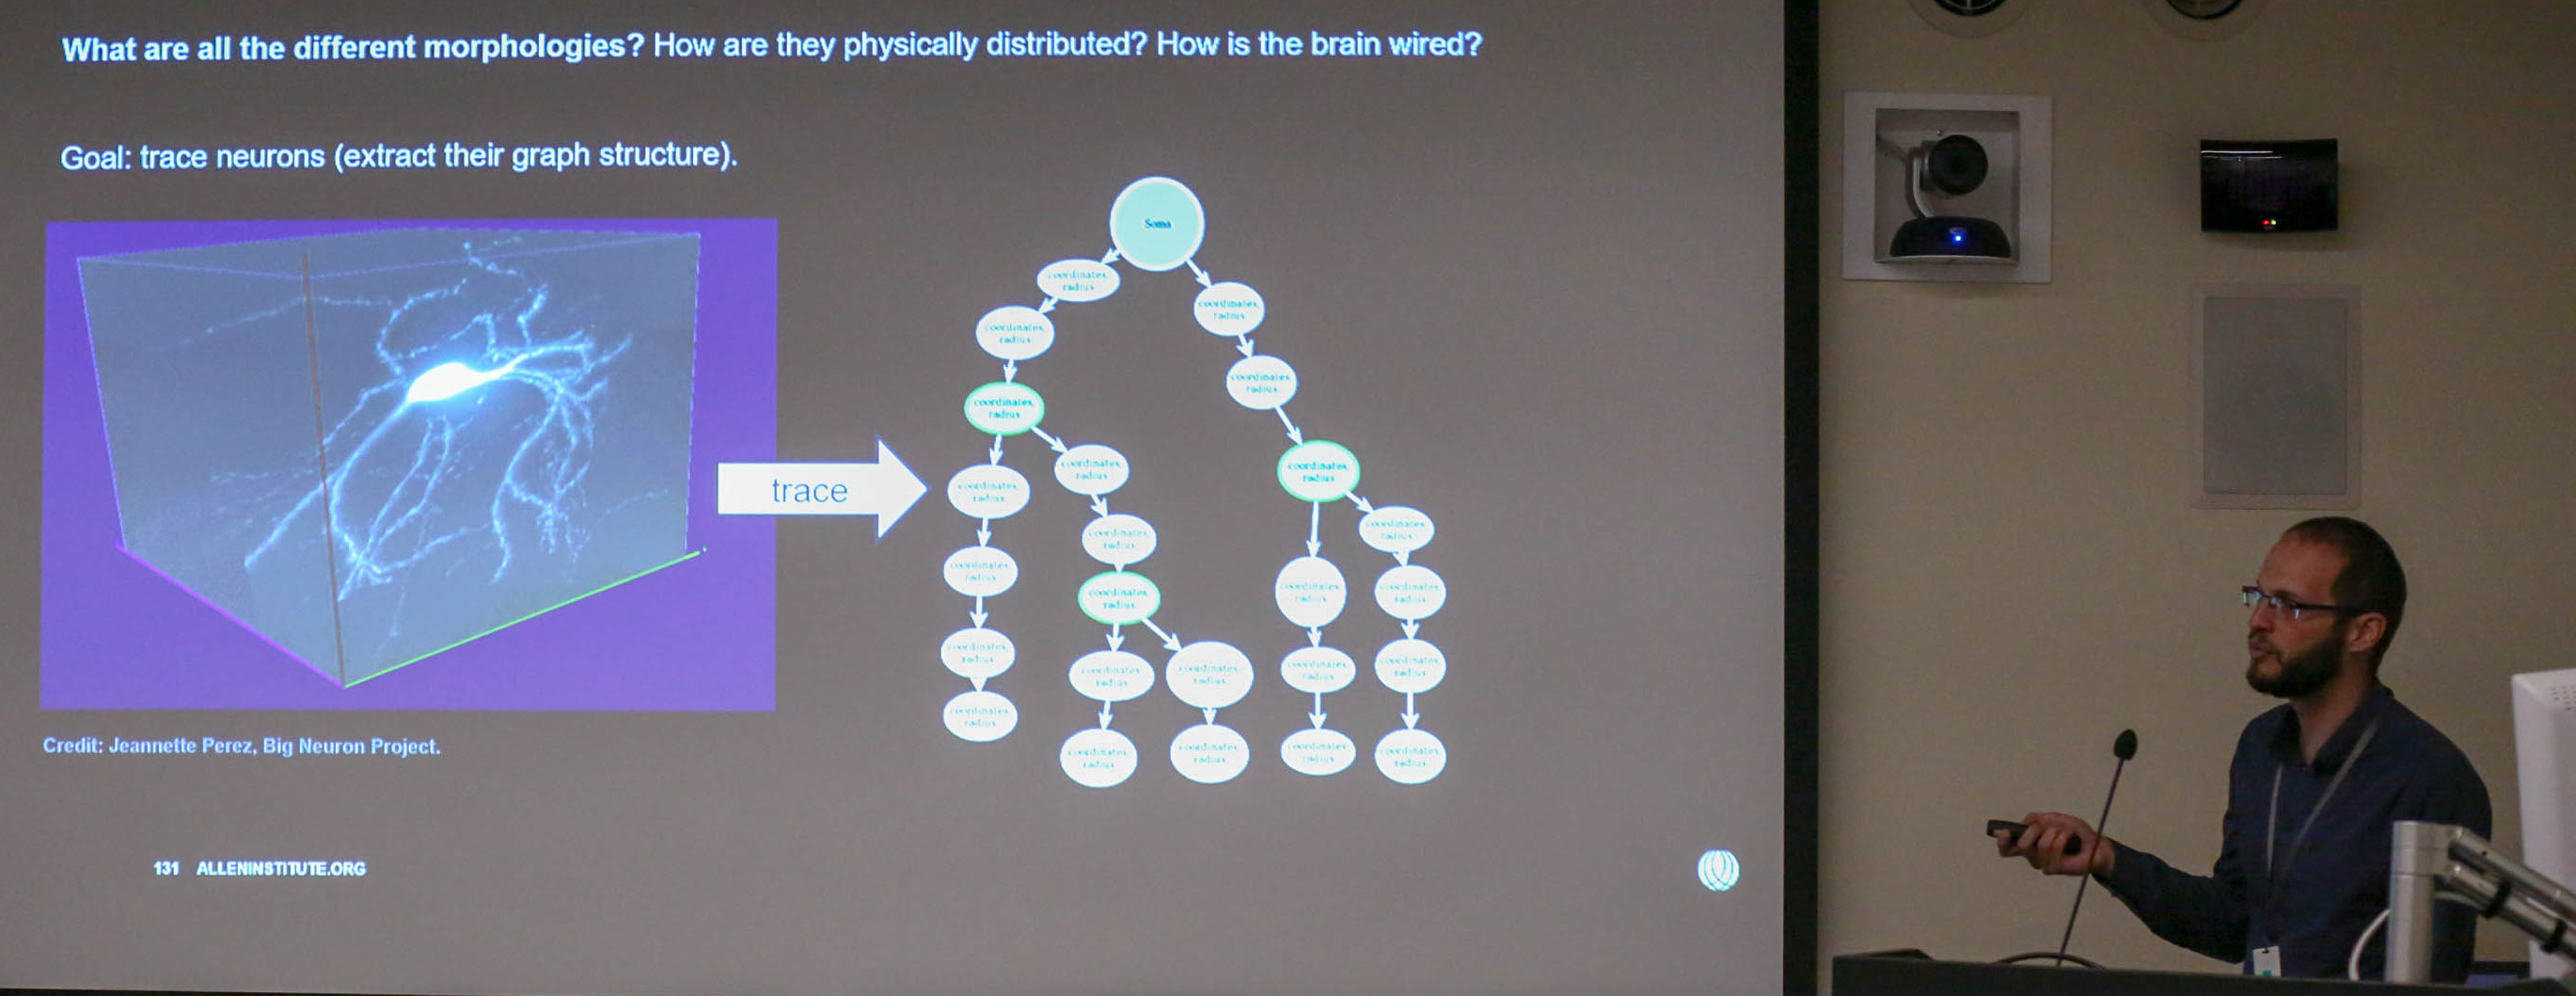 What are all the different morphologies? How are they physically distributed? How is the brain wired?
Goal: trace neurons (extract their graph structure).
trace
Soma
coordinates,
radius
coordinates,
radius
coordinates,
radius
coordinates,
radius
coordinates,
radius
coordinates,
radius
coordinates,
radius
coordinates,
radius
coordinates,
radius
coordinates,
radius
coordinates,
radius
coordinates,
radius
coordinates,
radius
coordinates,
radius
coordinates,
radius
coordinates,
radius
coordinates,
radius
coordinates,
radius
coordinates,
radius
coordinates,
radius
coordinates,
radius
coordinates,
radius
coordinates,
radius
coordinates,
radius
Credit: Jeannette Perez, Big Neuron Project.
131 ALLENINSTITUTE.ORG